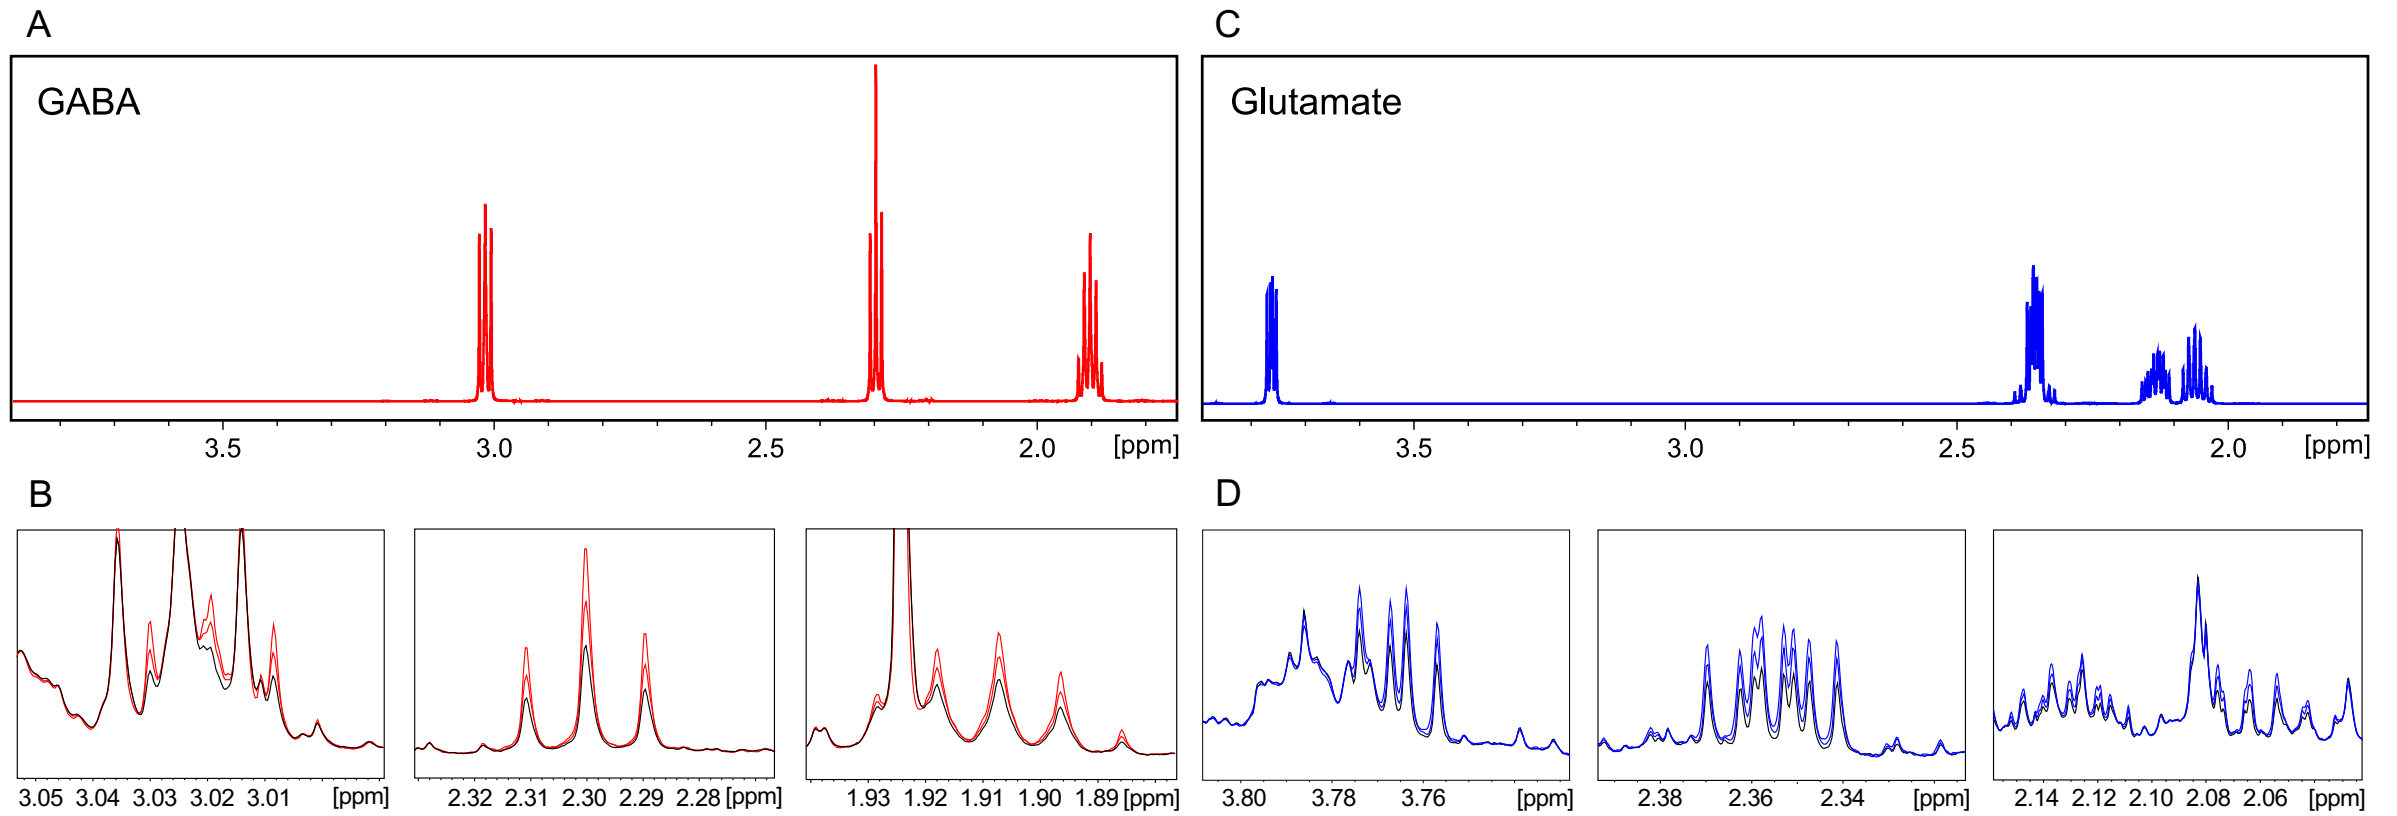 A
C
GABA
Glutamate
3.5 3.0 2.5 2.0 [ppm]
3.5 3.0 2.5 2.0 [ppm]
B
D
3.05 3.04 3.03 3.02 3.01 [ppm]
2.32 2.31 2.30 2.29 2.28 [ppm]
1.93 1.92 1.91 1.90 1.89 [ppm]
3.80 3.78 3.76 [ppm]
2.38 2.36 2.34 [ppm]
2.14 2.12 2.10 2.08 2.06 [ppm]